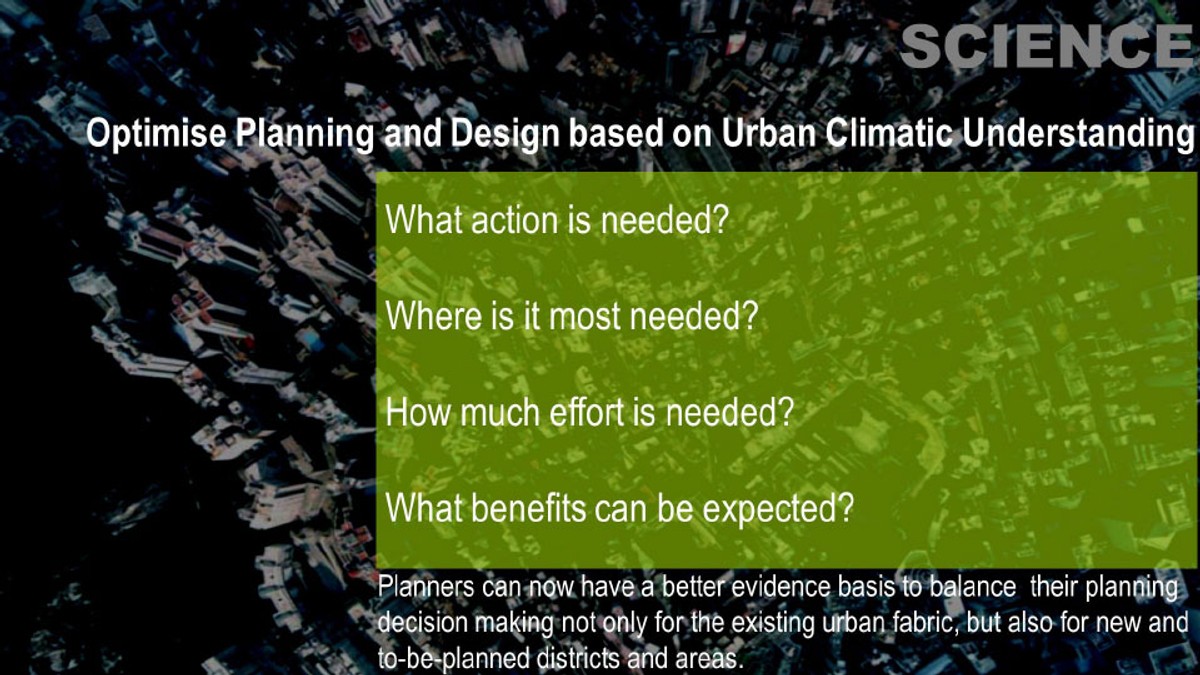 SCIENCE
Optimise Planning and Design based on Urban Climatic Understanding
What action is needed?
Where is it most needed?
How much effort is needed?
What benefits can be expected?
Planners can now have a better evidence basis to balance  their planning
decision making not only for the existing urban fabric, but also for new and
to-be-planned districts and areas.